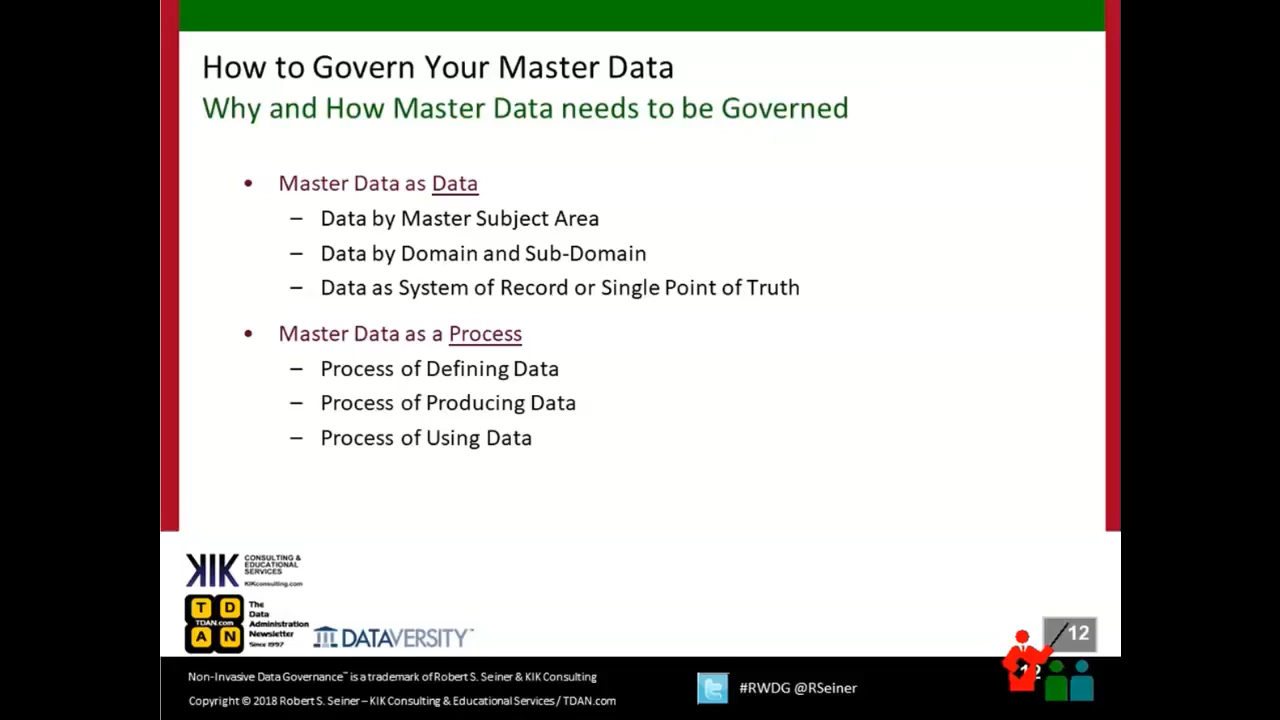 How to Govern Your Master Data
Why and How Master Data needs to be Governed
• Master Data as Data
– Data by Master Subject Area
– Data by Domain and Sub-Domain
– Data as System of Record or Single Point of Truth
• Master Data as a Process
– Process of Defining Data
– Process of Producing Data
– Process of Using Data
KIK
CONSULTING &
EDUCATIONAL
SERVICES
KIKconsulting.com
T D
TDAN.com
A N
The
Data
Administration
Newsletter
Since 1997
DATAVERSITY™
12
12
Non-Invasive Data Governance™ is a trademark of Robert S. Seiner & KIK Consulting
Copyright © 2018 Robert S. Seiner – KIK Consulting & Educational Services / TDAN.com
#RWDG @RSeiner